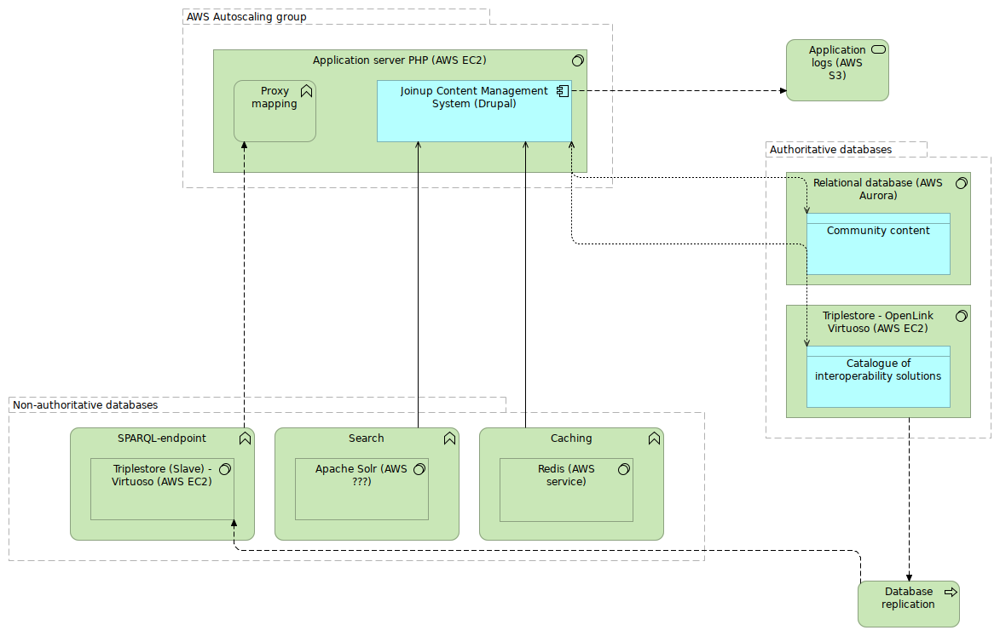 AWS Autoscaling group
Application server PHP (AWS EC2)
Proxy
mapping
Joinup Content Management
System (Drupal)
Application
logs (AWS
S3)
Authoritative databases
Relational database (AWS
Aurora)
Community content
Triplestore - OpenLink
Virtuoso (AWS EC2)
Catalogue of
interoperability solutions
Non-authoritative databases
SPARQL-endpoint
Triplestore (Slave) -
Virtuoso (AWS EC2)
Search
Apache Solr (AWS
???)
Caching
Redis (AWS
service)
Database
replication